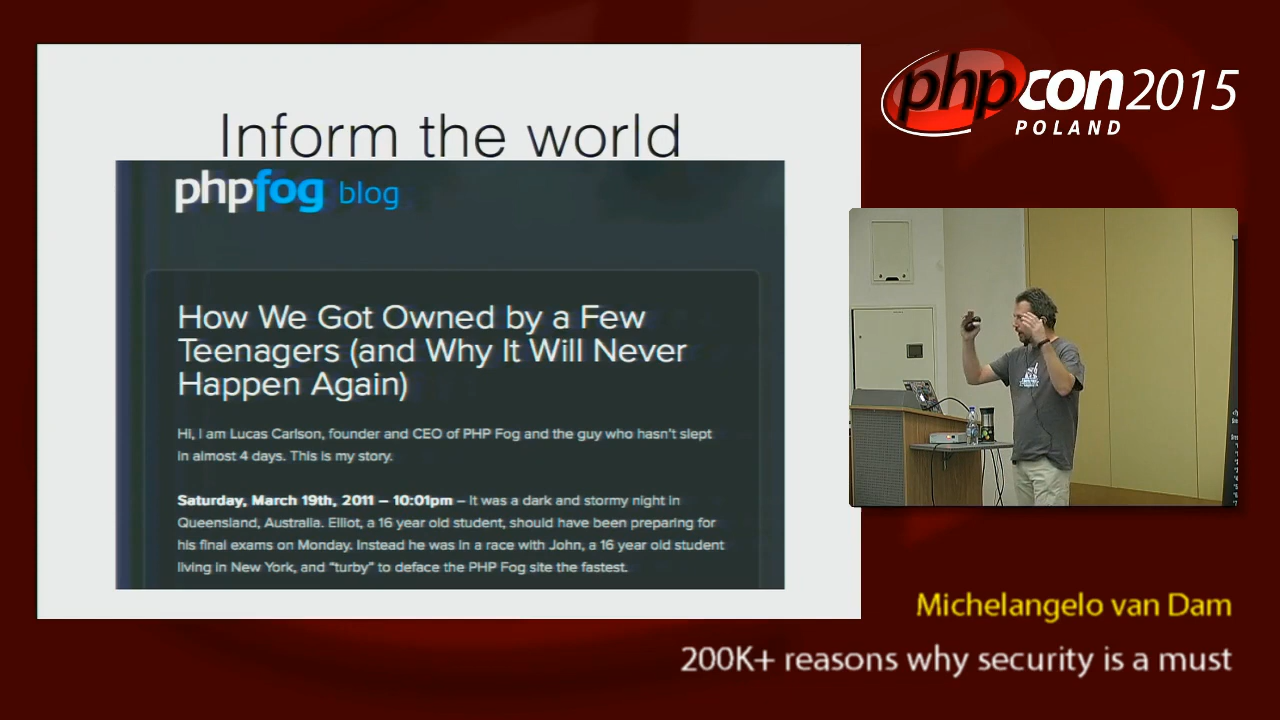 Inform the world
phpfog blog
How We Got Owned by a Few
Teenagers (and Why It Will Never
Happen Again)
Hi, I am Lucas Carlson, founder and CEO of PHP Fog and the guy who hasn't slept
in almost 4 days. This is my story.
Saturday, March 19th, 2011 – 10:01pm – It was a dark and stormy night in
Queensland, Australia. Elliot, a 16 year old student, should have been preparing for
his final exams on Monday. Instead he was in a race with John, a 16 year old student
living in New York, and “turby” to deface the PHP Fog site the fastest.
phpcon2015
POLAND
Michelangelo van Dam
200K+ reasons why security is a must